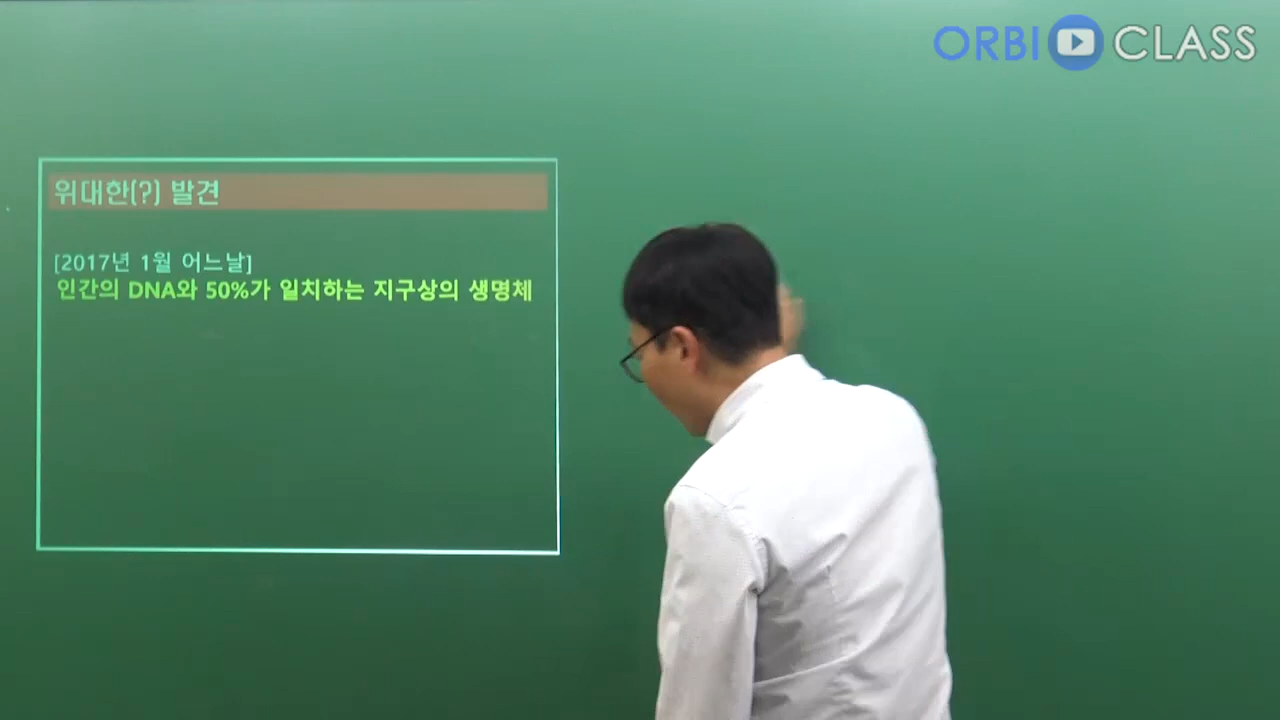 ORBI CLASS
위대한(?) 발견
[2017년 1월 어느날]
인간의 DNA와 50%가 일치하는 지구상의 생명체